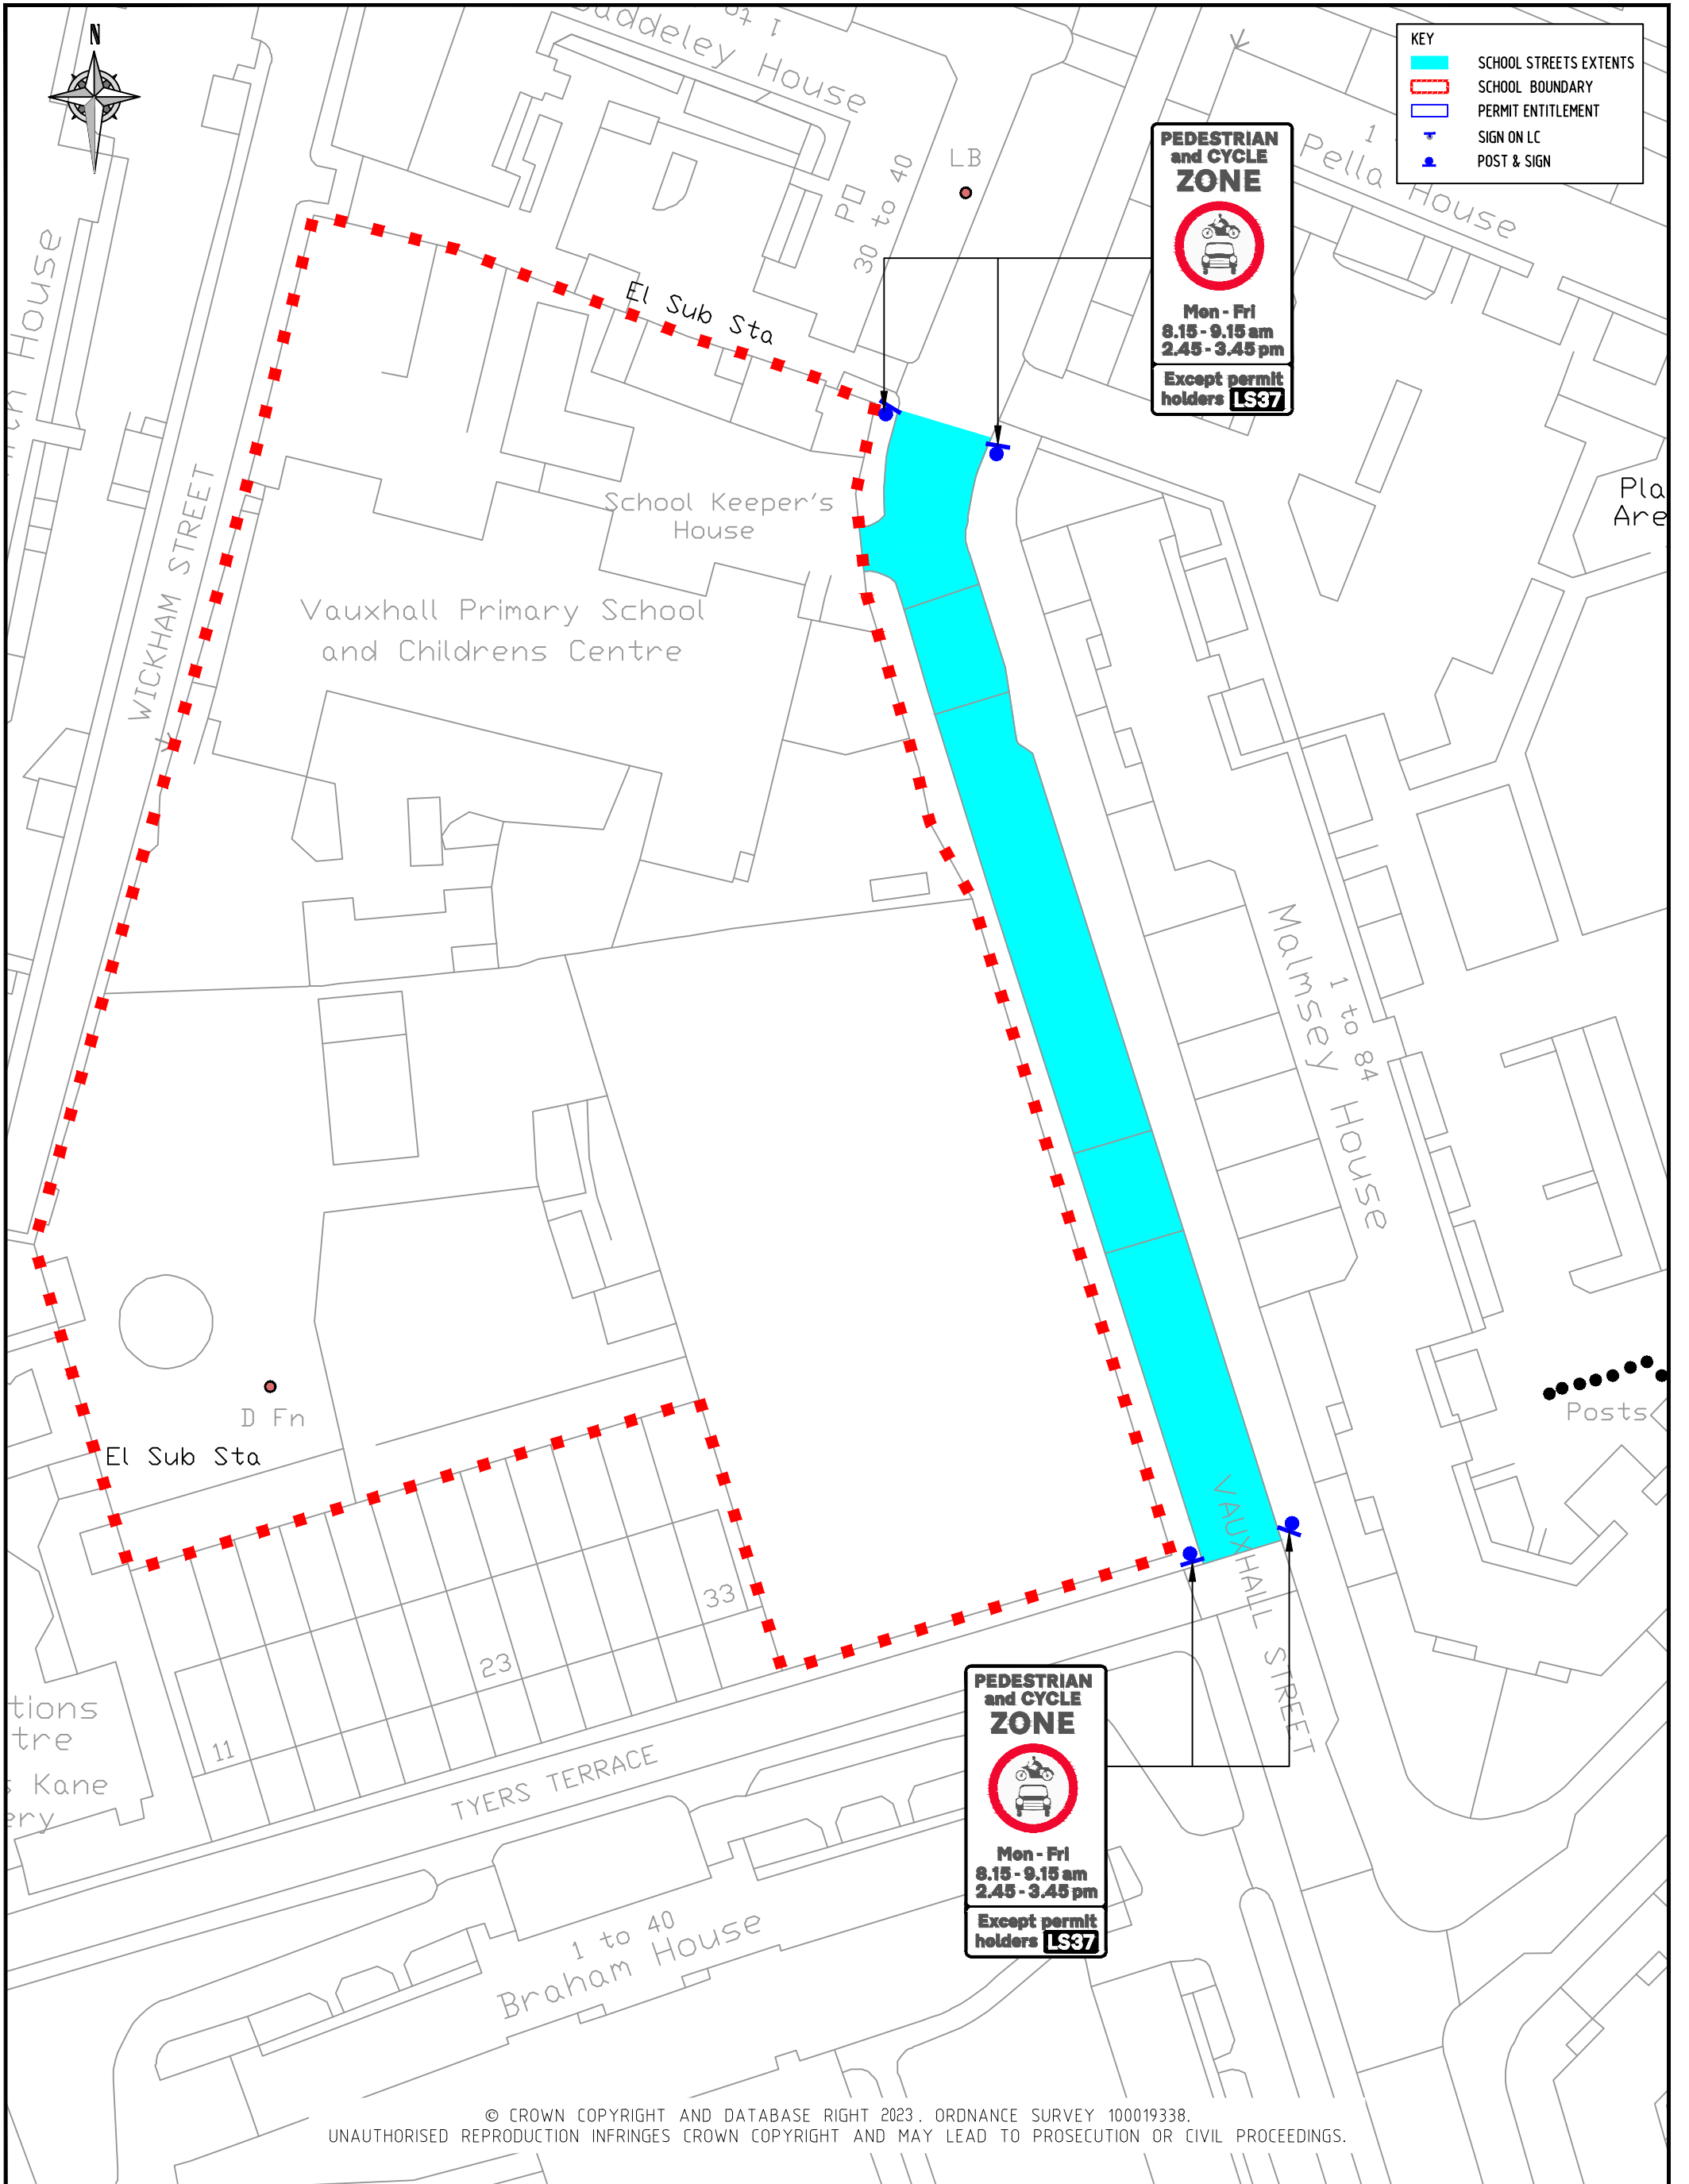 N
KEY
SCHOOL STREETS EXTENTS
SCHOOL BOUNDARY
PERMIT ENTITLEMENT
SIGN ON LC
POST & SIGN
1 to
House
LB
30 to 40
1
Pella House
PEDESTRIAN
and CYCLE
ZONE
Mon - Fri
8.15 - 9.15 am
2.45 - 3.45 pm
Except permit
holders LS37
House
El Sub Sta
School Keeper's
House
WICKHAM STREET
Vauxhall Primary School
and Childrens Centre
Pla
Are
1 to 84
Malmsey House
Posts
D Fn
El Sub Sta
33
23
11
VAUXHALL STREET
tions
tre
Kane
ery
TYERS TERRACE
PEDESTRIAN
and CYCLE
ZONE
Mon - Fri
8.15 - 9.15 am
2.45 - 3.45 pm
Except permit
holders LS37
1 to 40
Braham House
© CROWN COPYRIGHT AND DATABASE RIGHT 2023. ORDNANCE SURVEY 100019338.
UNAUTHORISED REPRODUCTION INFRINGES CROWN COPYRIGHT AND MAY LEAD TO PROSECUTION OR CIVIL PROCEEDINGS.